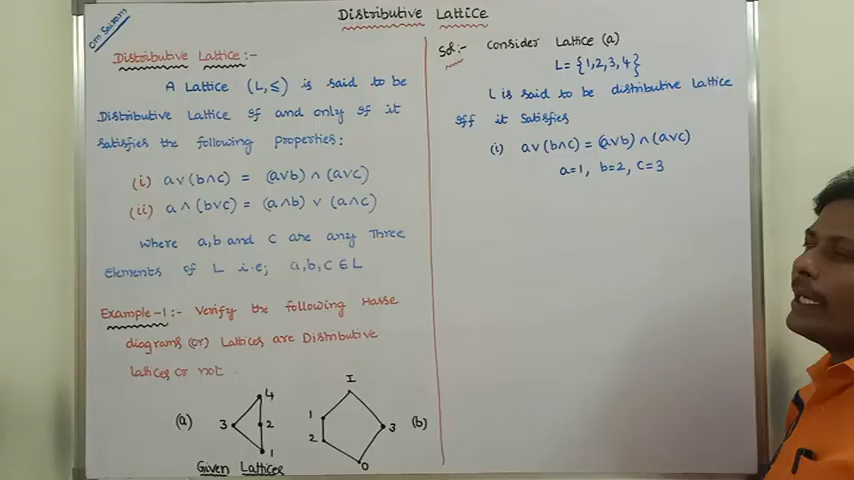 Distributive Lattice
Om Sairam
Distributive Lattice :-
A Lattice (L, ≤) is said to be
Distributive Lattice If and only If it
satisfies the following properties:
(i) a∨(b∧c) = (a∨b) ∧ (a∨c)
(ii) a∧(b∨c) = (a∧b) ∨ (a∧c)
where a,b and c are any three
elements of L i.e; a,b,c ∈ L
Example-1:- Verify the following Hasse
diagrams (or) Lattices are Distributive
Lattices or not
(a) 4 3 2 1
I 1 2 3 0 (b)
Given Lattices
Sol:- Consider Lattice (a)
L = {1,2,3,4}
L is said to be distributive Lattice
Iff it satisfies
(i) a∨(b∧c) = (a∨b) ∧ (a∨c)
a=1, b=2, c=3